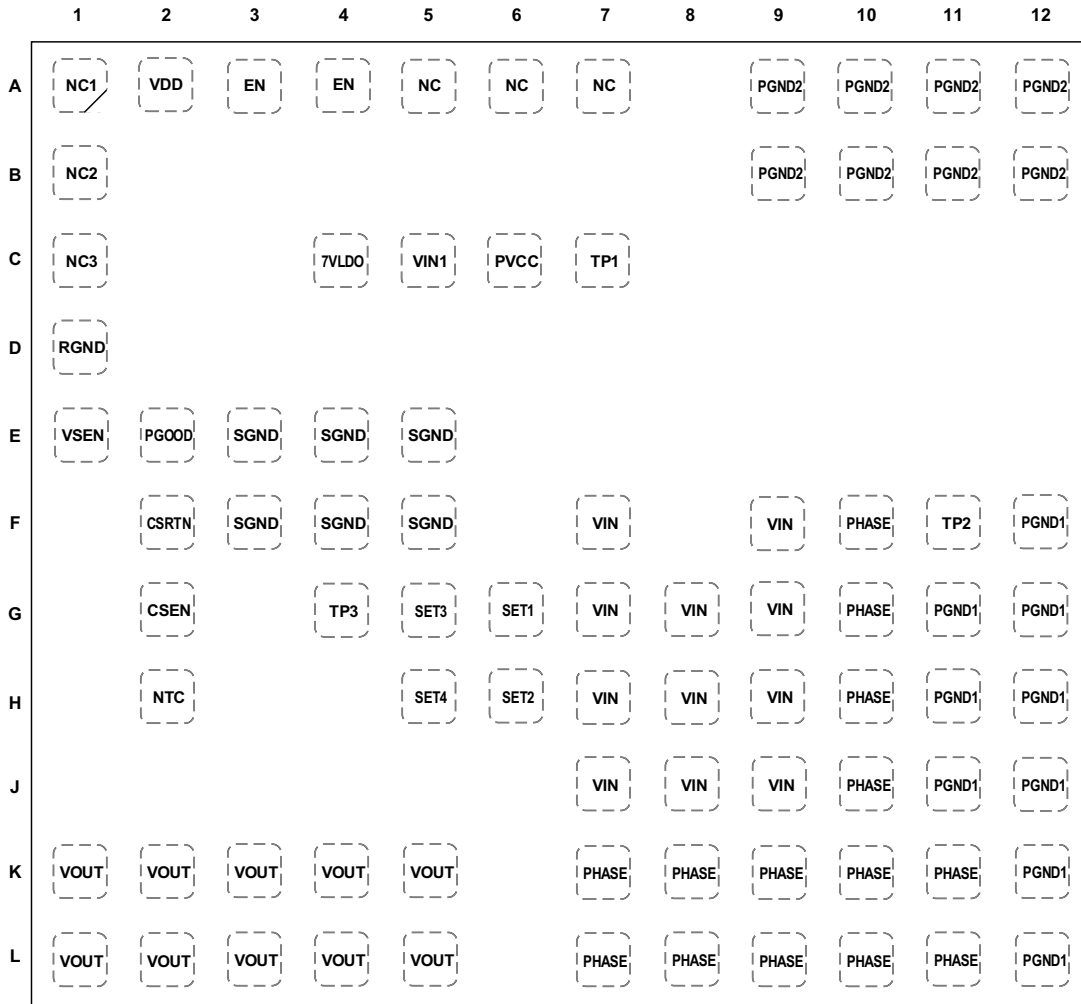 1 2 3 4 5 6 7 8 9 10 11 12
A NC1 VDD EN EN NC NC NC PGND2 PGND2 PGND2 PGND2
B NC2 PGND2 PGND2 PGND2 PGND2
C NC3 7VLDO VIN1 PVCC TP1
D RGND
E VSEN PGOOD SGND SGND SGND
F CSRTN SGND SGND SGND VIN VIN PHASE TP2 PGND1
G CSEN TP3 SET3 SET1 VIN VIN VIN PHASE PGND1 PGND1
H NTC SET4 SET2 VIN VIN VIN PHASE PGND1 PGND1
J VIN VIN VIN PHASE PGND1 PGND1
K VOUT VOUT VOUT VOUT VOUT PHASE PHASE PHASE PHASE PHASE PGND1
L VOUT VOUT VOUT VOUT VOUT PHASE PHASE PHASE PHASE PHASE PGND1